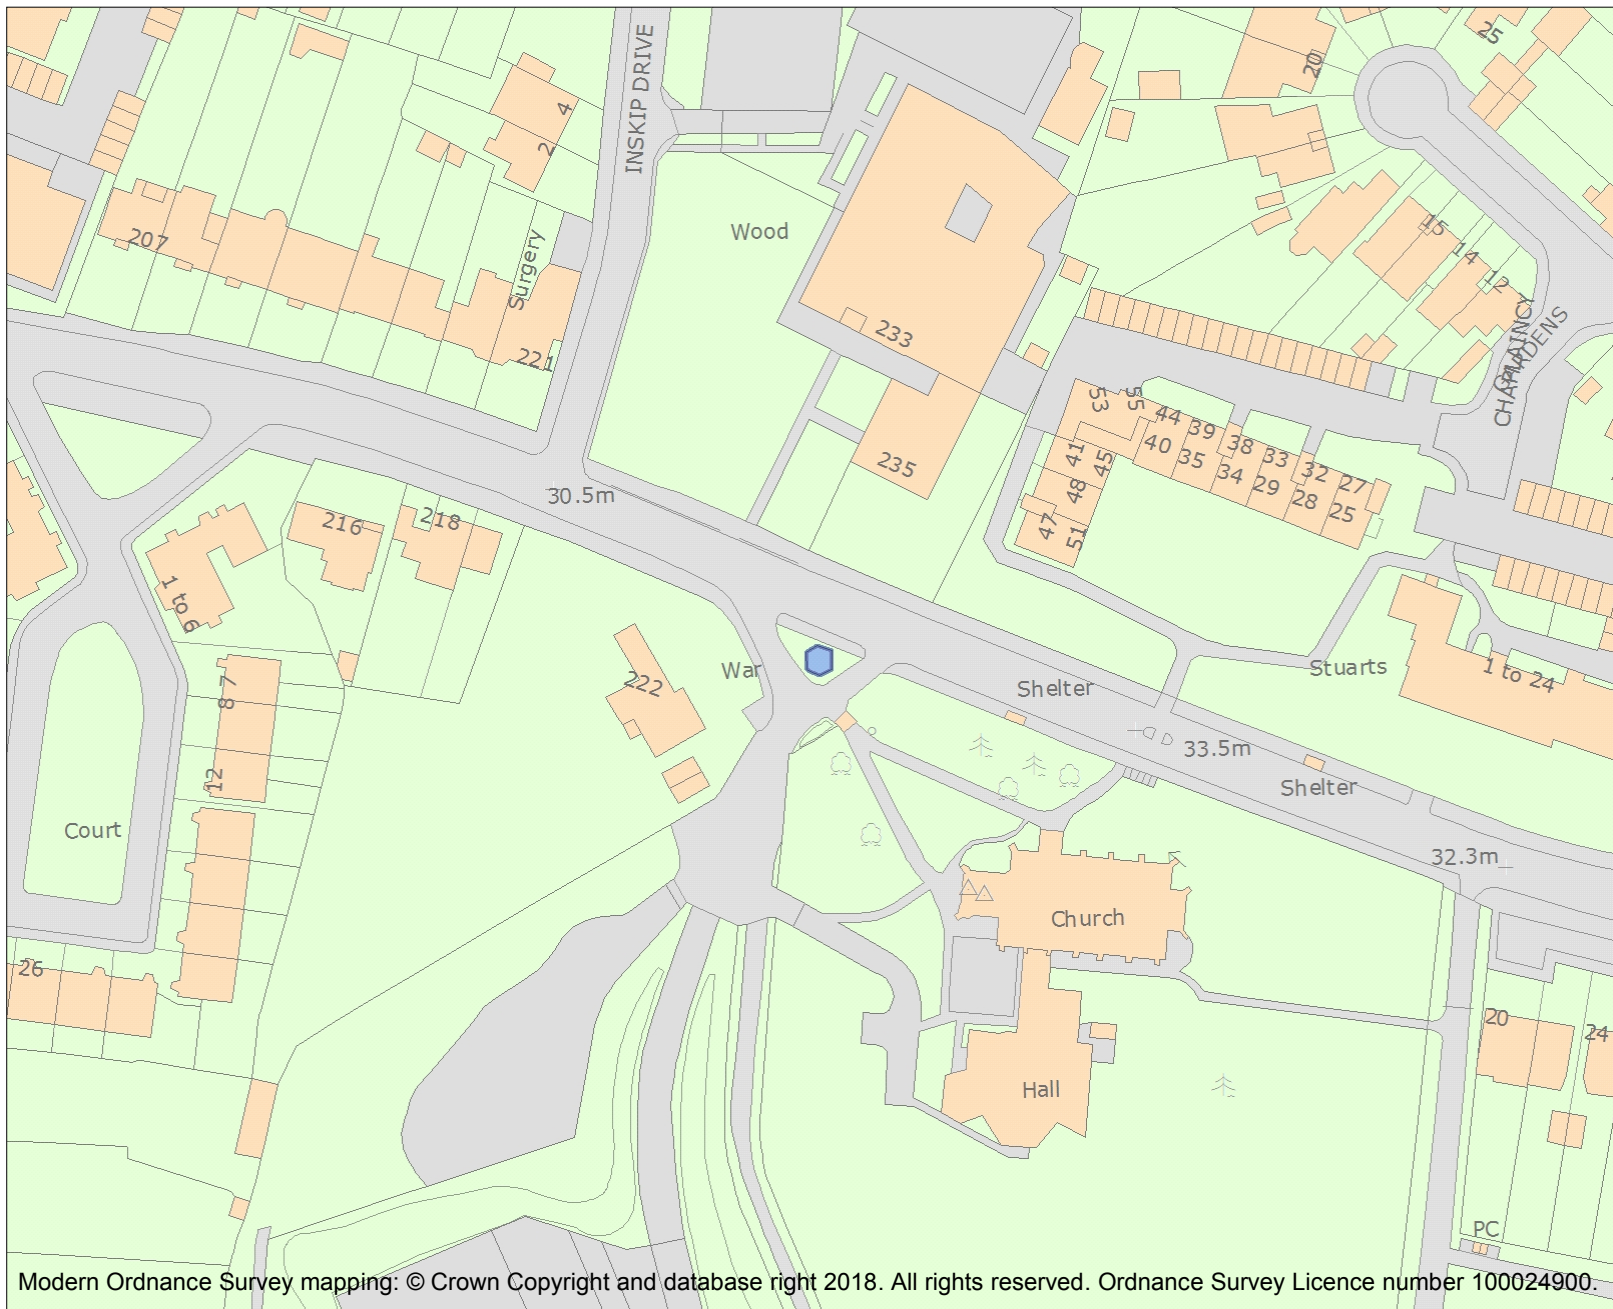 25
20
INSKIP DRIVE
4
2
207
Wood
Surgery
15
14
12
221
233
CHAPLAINCY
GARDENS
235
53
55
44
39
38
33
32
27
40
35
34
29
28
25
41
45
48
47
51
30.5m
216
218
1 to 6
222
War
Shelter
Stuarts
1 to 24
7
8
12
33.5m
Shelter
Court
32.3m
Church
26
20
24
Hall
PC
Modern Ordnance Survey mapping: © Crown Copyright and database right 2018. All rights reserved. Ordnance Survey Licence number 100024900.